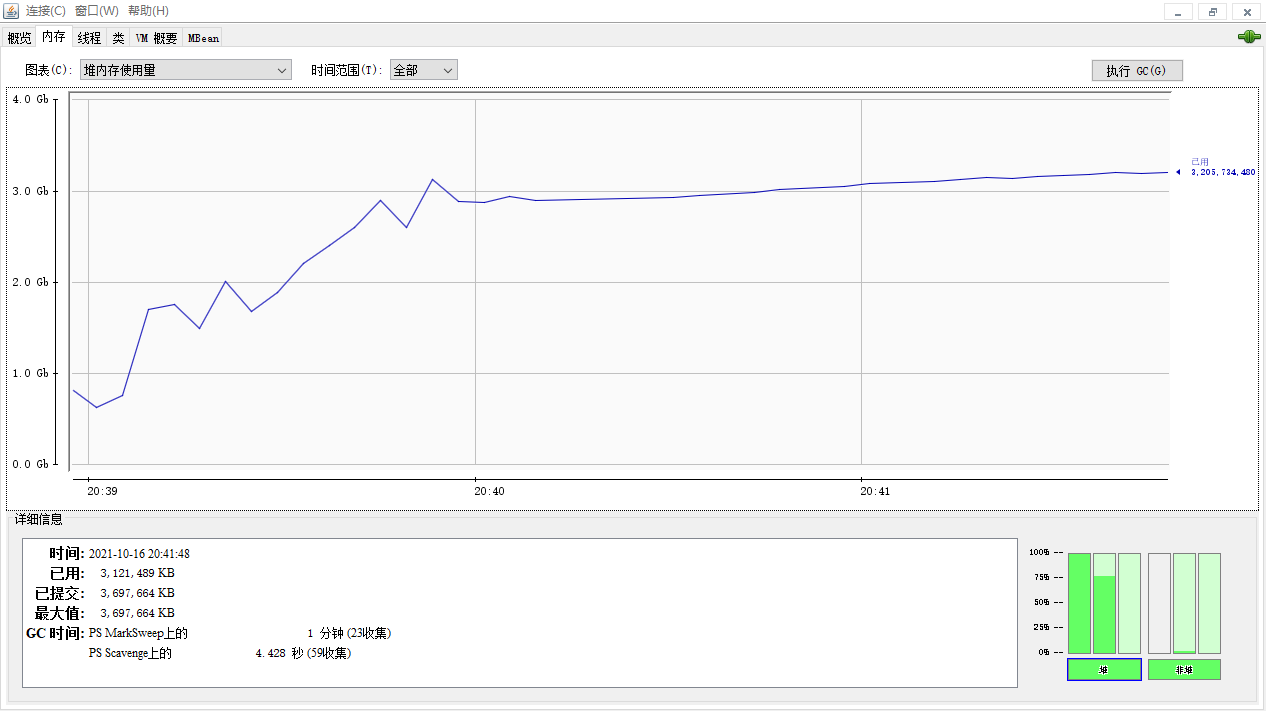 连接(C) 窗口(W) 帮助(H)
概览 内存 线程 类 VM 概要 MBean
图表(C): 堆内存使用量 时间范围(T): 全部 执行 GC(G)
4.0 Gb
3.0 Gb
2.0 Gb
1.0 Gb
0.0 Gb
已用
3,205,734,480
20:39 20:40 20:41
详细信息
时间: 2021-10-16 20:41:48
已用: 3,121,489 KB
已提交: 3,697,664 KB
最大值: 3,697,664 KB
GC 时间: PS MarkSweep上的 1 分钟 (23收集)
PS Scavenge上的 4.428 秒 (59收集)
100% --
75% --
50% --
25% --
0% --
堆 非堆